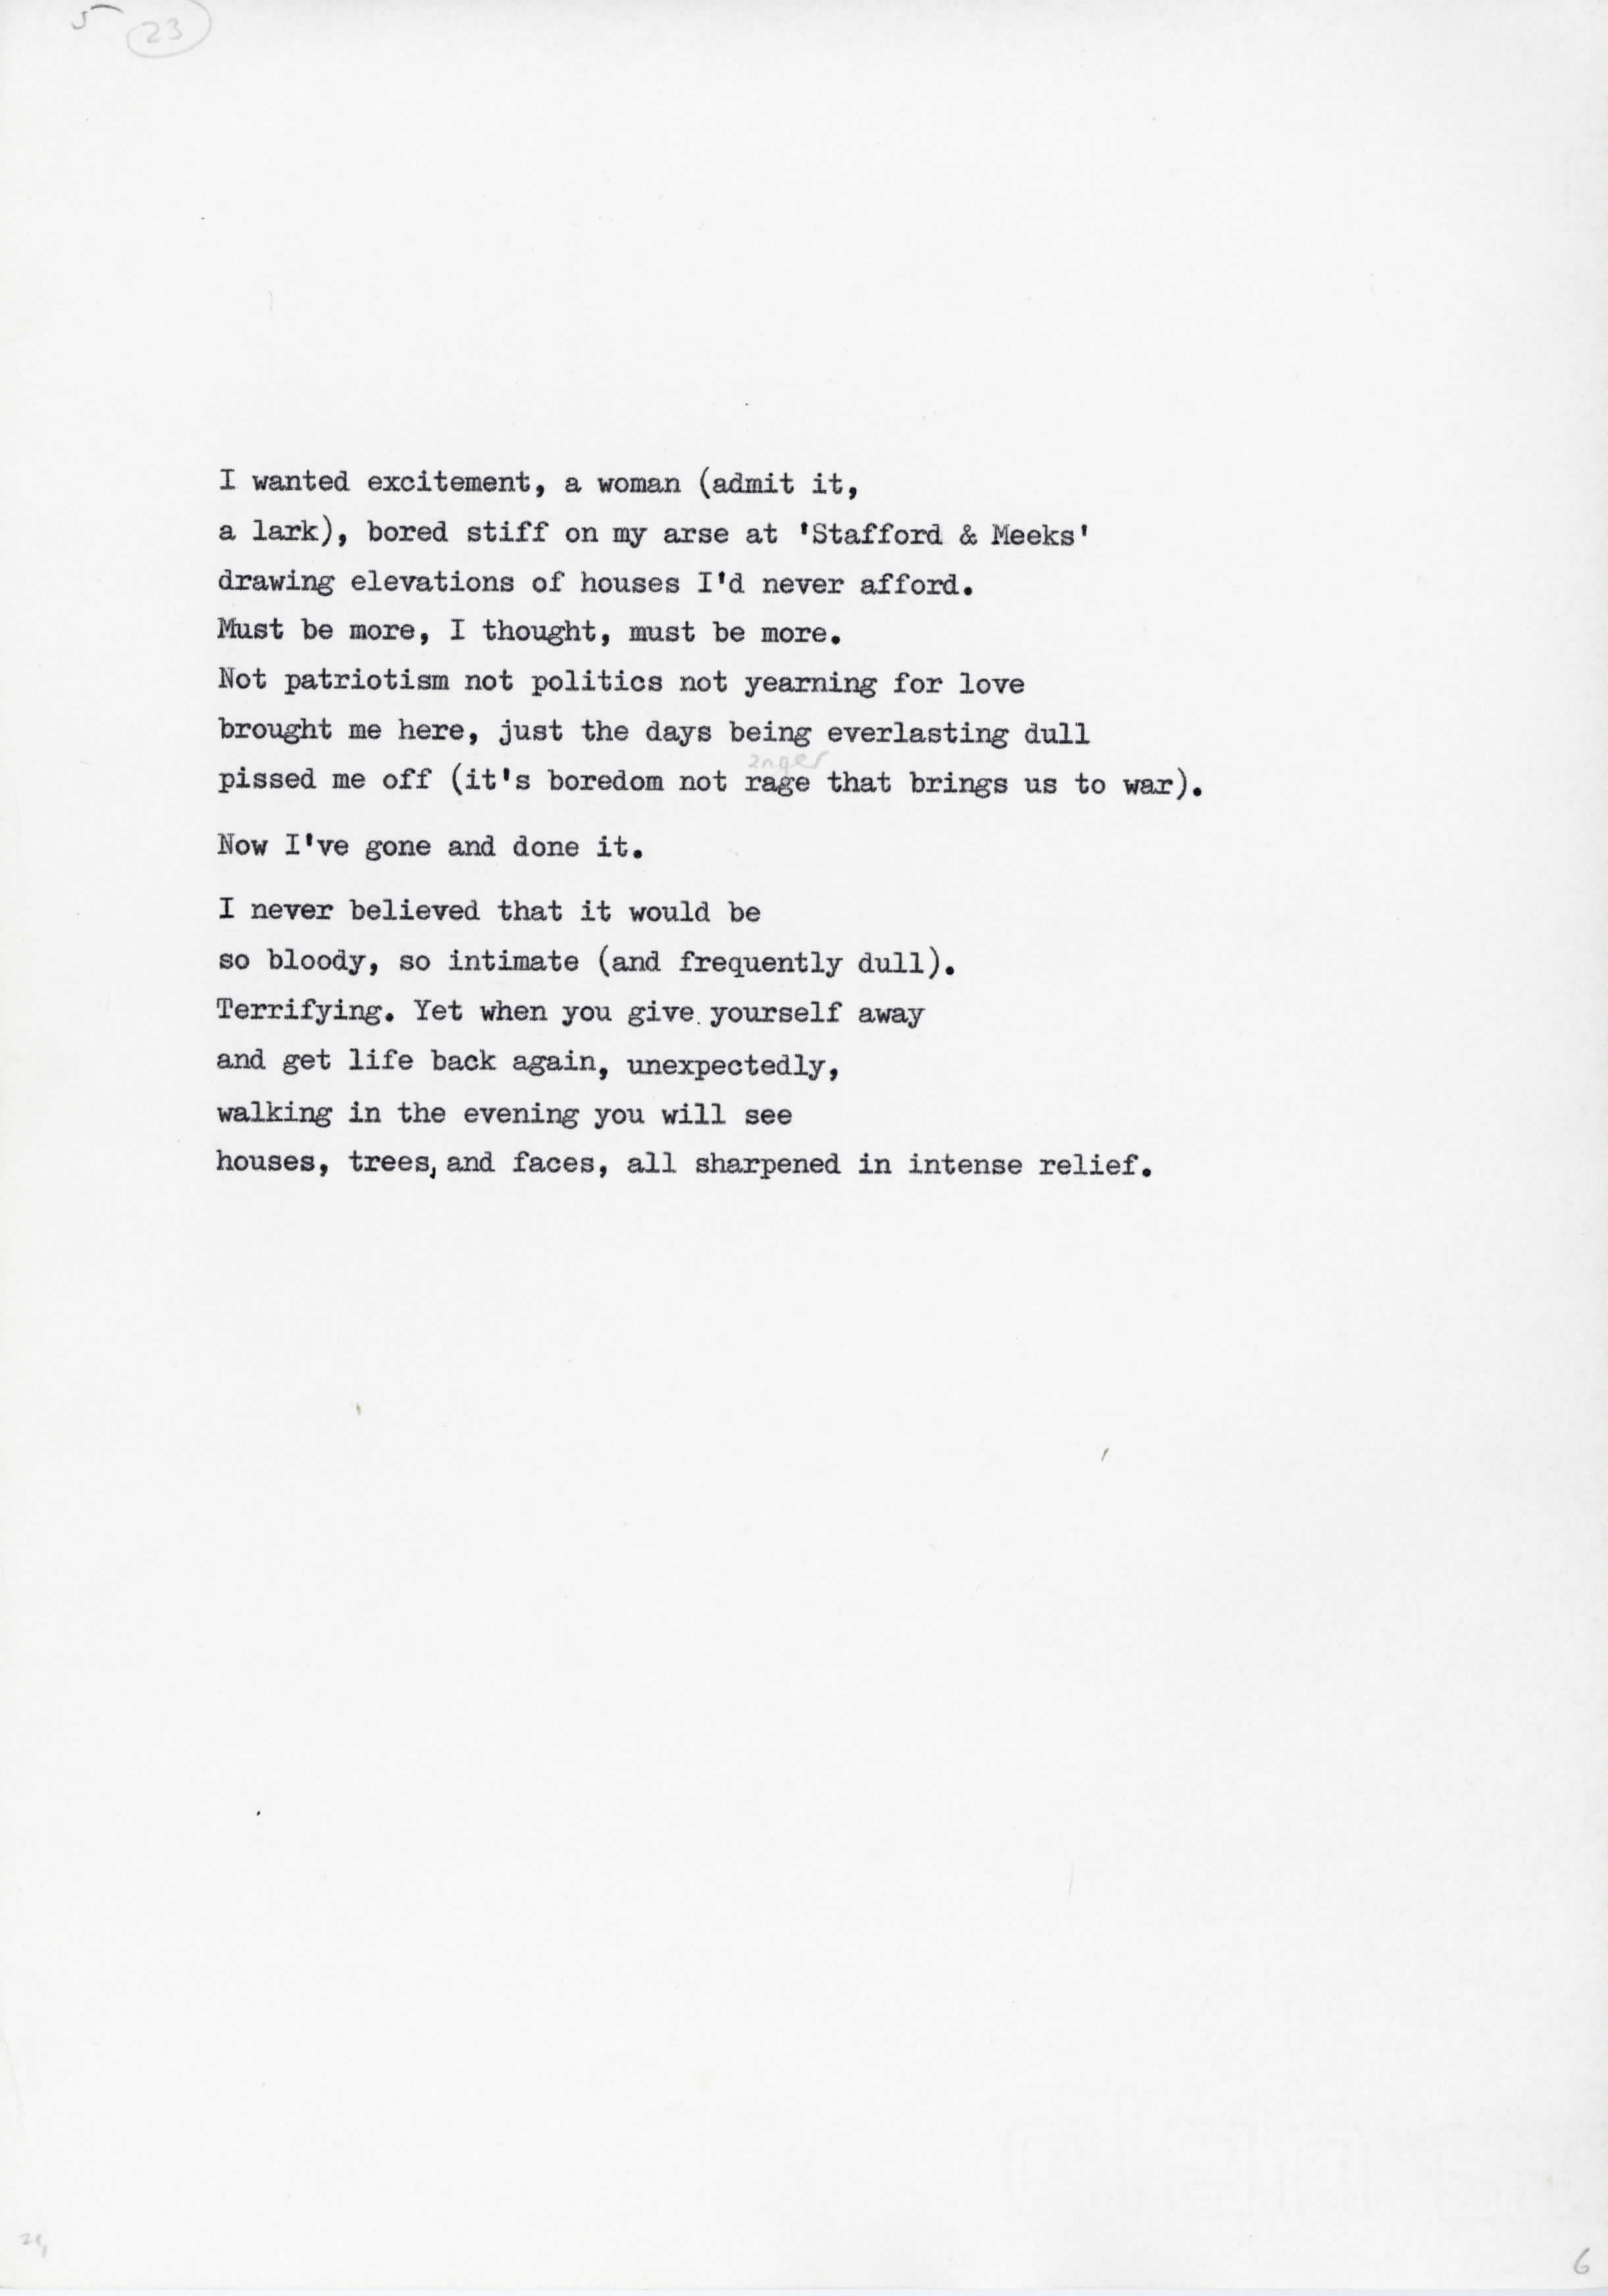 5 23
I wanted excitement, a woman (admit it,
a lark), bored stiff on my arse at 'Stafford & Meeks'
drawing elevations of houses I'd never afford.
Must be more, I thought, must be more.
Not patriotism not politics not yearning for love
brought me here, just the days being everlasting dull
anger
pissed me off (it's boredom not rage that brings us to war).
Now I've gone and done it.
I never believed that it would be
so bloody, so intimate (and frequently dull).
Terrifying. Yet when you give yourself away
and get life back again, unexpectedly,
walking in the evening you will see
houses, trees, and faces, all sharpened in intense relief.
6